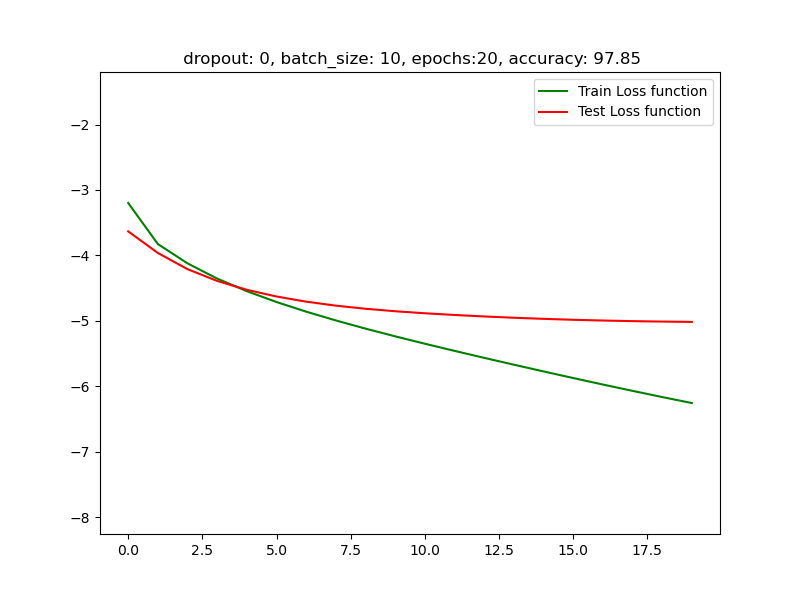 dropout: 0, batch_size: 10, epochs:20, accuracy: 97.85
Train Loss function
Test Loss function
−2
−3
−4
−5
−6
−7
−8
0.0 2.5 5.0 7.5 10.0 12.5 15.0 17.5